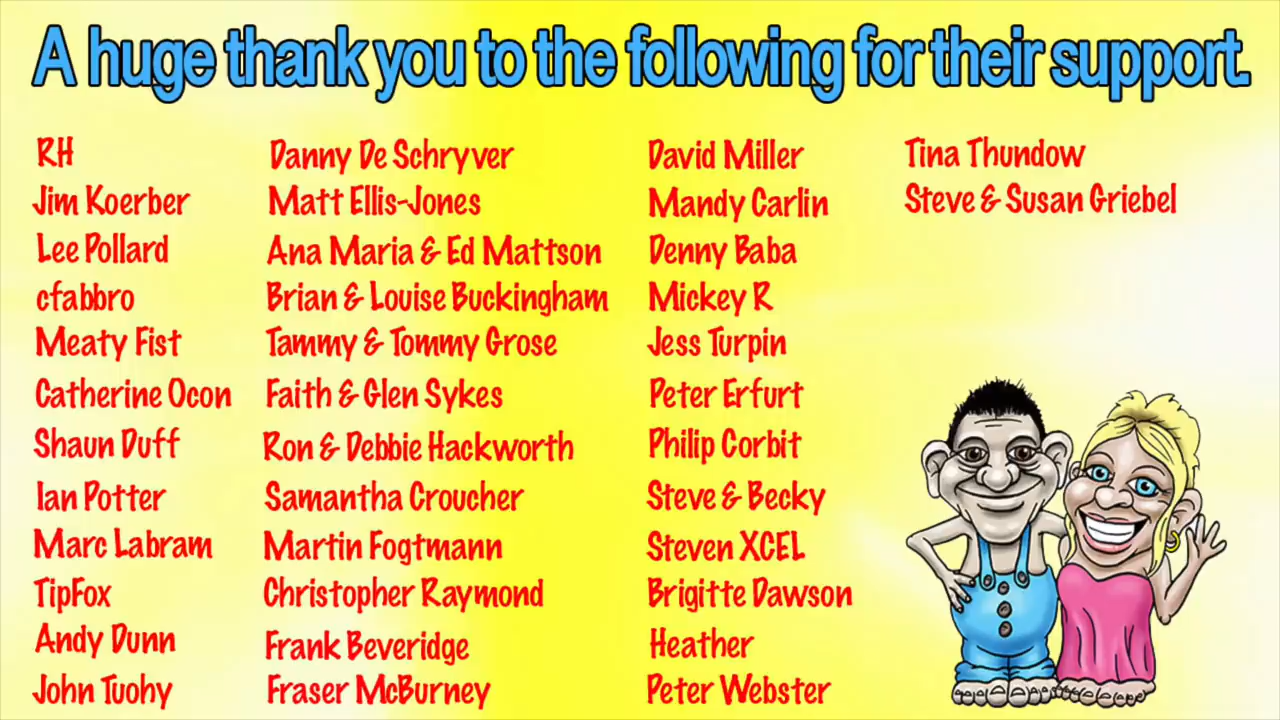 A huge thank you to the following for their support.
RH
Jim Koerber
Lee Pollard
cfabbro
Meaty Fist
Catherine Ocon
Shaun Duff
Ian Potter
Marc Labram
TipFox
Andy Dunn
John Tuohy
Danny De Schryver
Matt Ellis-Jones
Ana Maria & Ed Mattson
Brian & Louise Buckingham
Tammy & Tommy Grose
Faith & Glen Sykes
Ron & Debbie Hackworth
Samantha Croucher
Martin Fogtmann
Christopher Raymond
Frank Beveridge
Fraser McBurney
David Miller
Mandy Carlin
Denny Baba
Mickey R
Jess Turpin
Peter Erfurt
Philip Corbit
Steve & Becky
Steven XCEL
Brigitte Dawson
Heather
Peter Webster
Tina Thundow
Steve & Susan Griebel